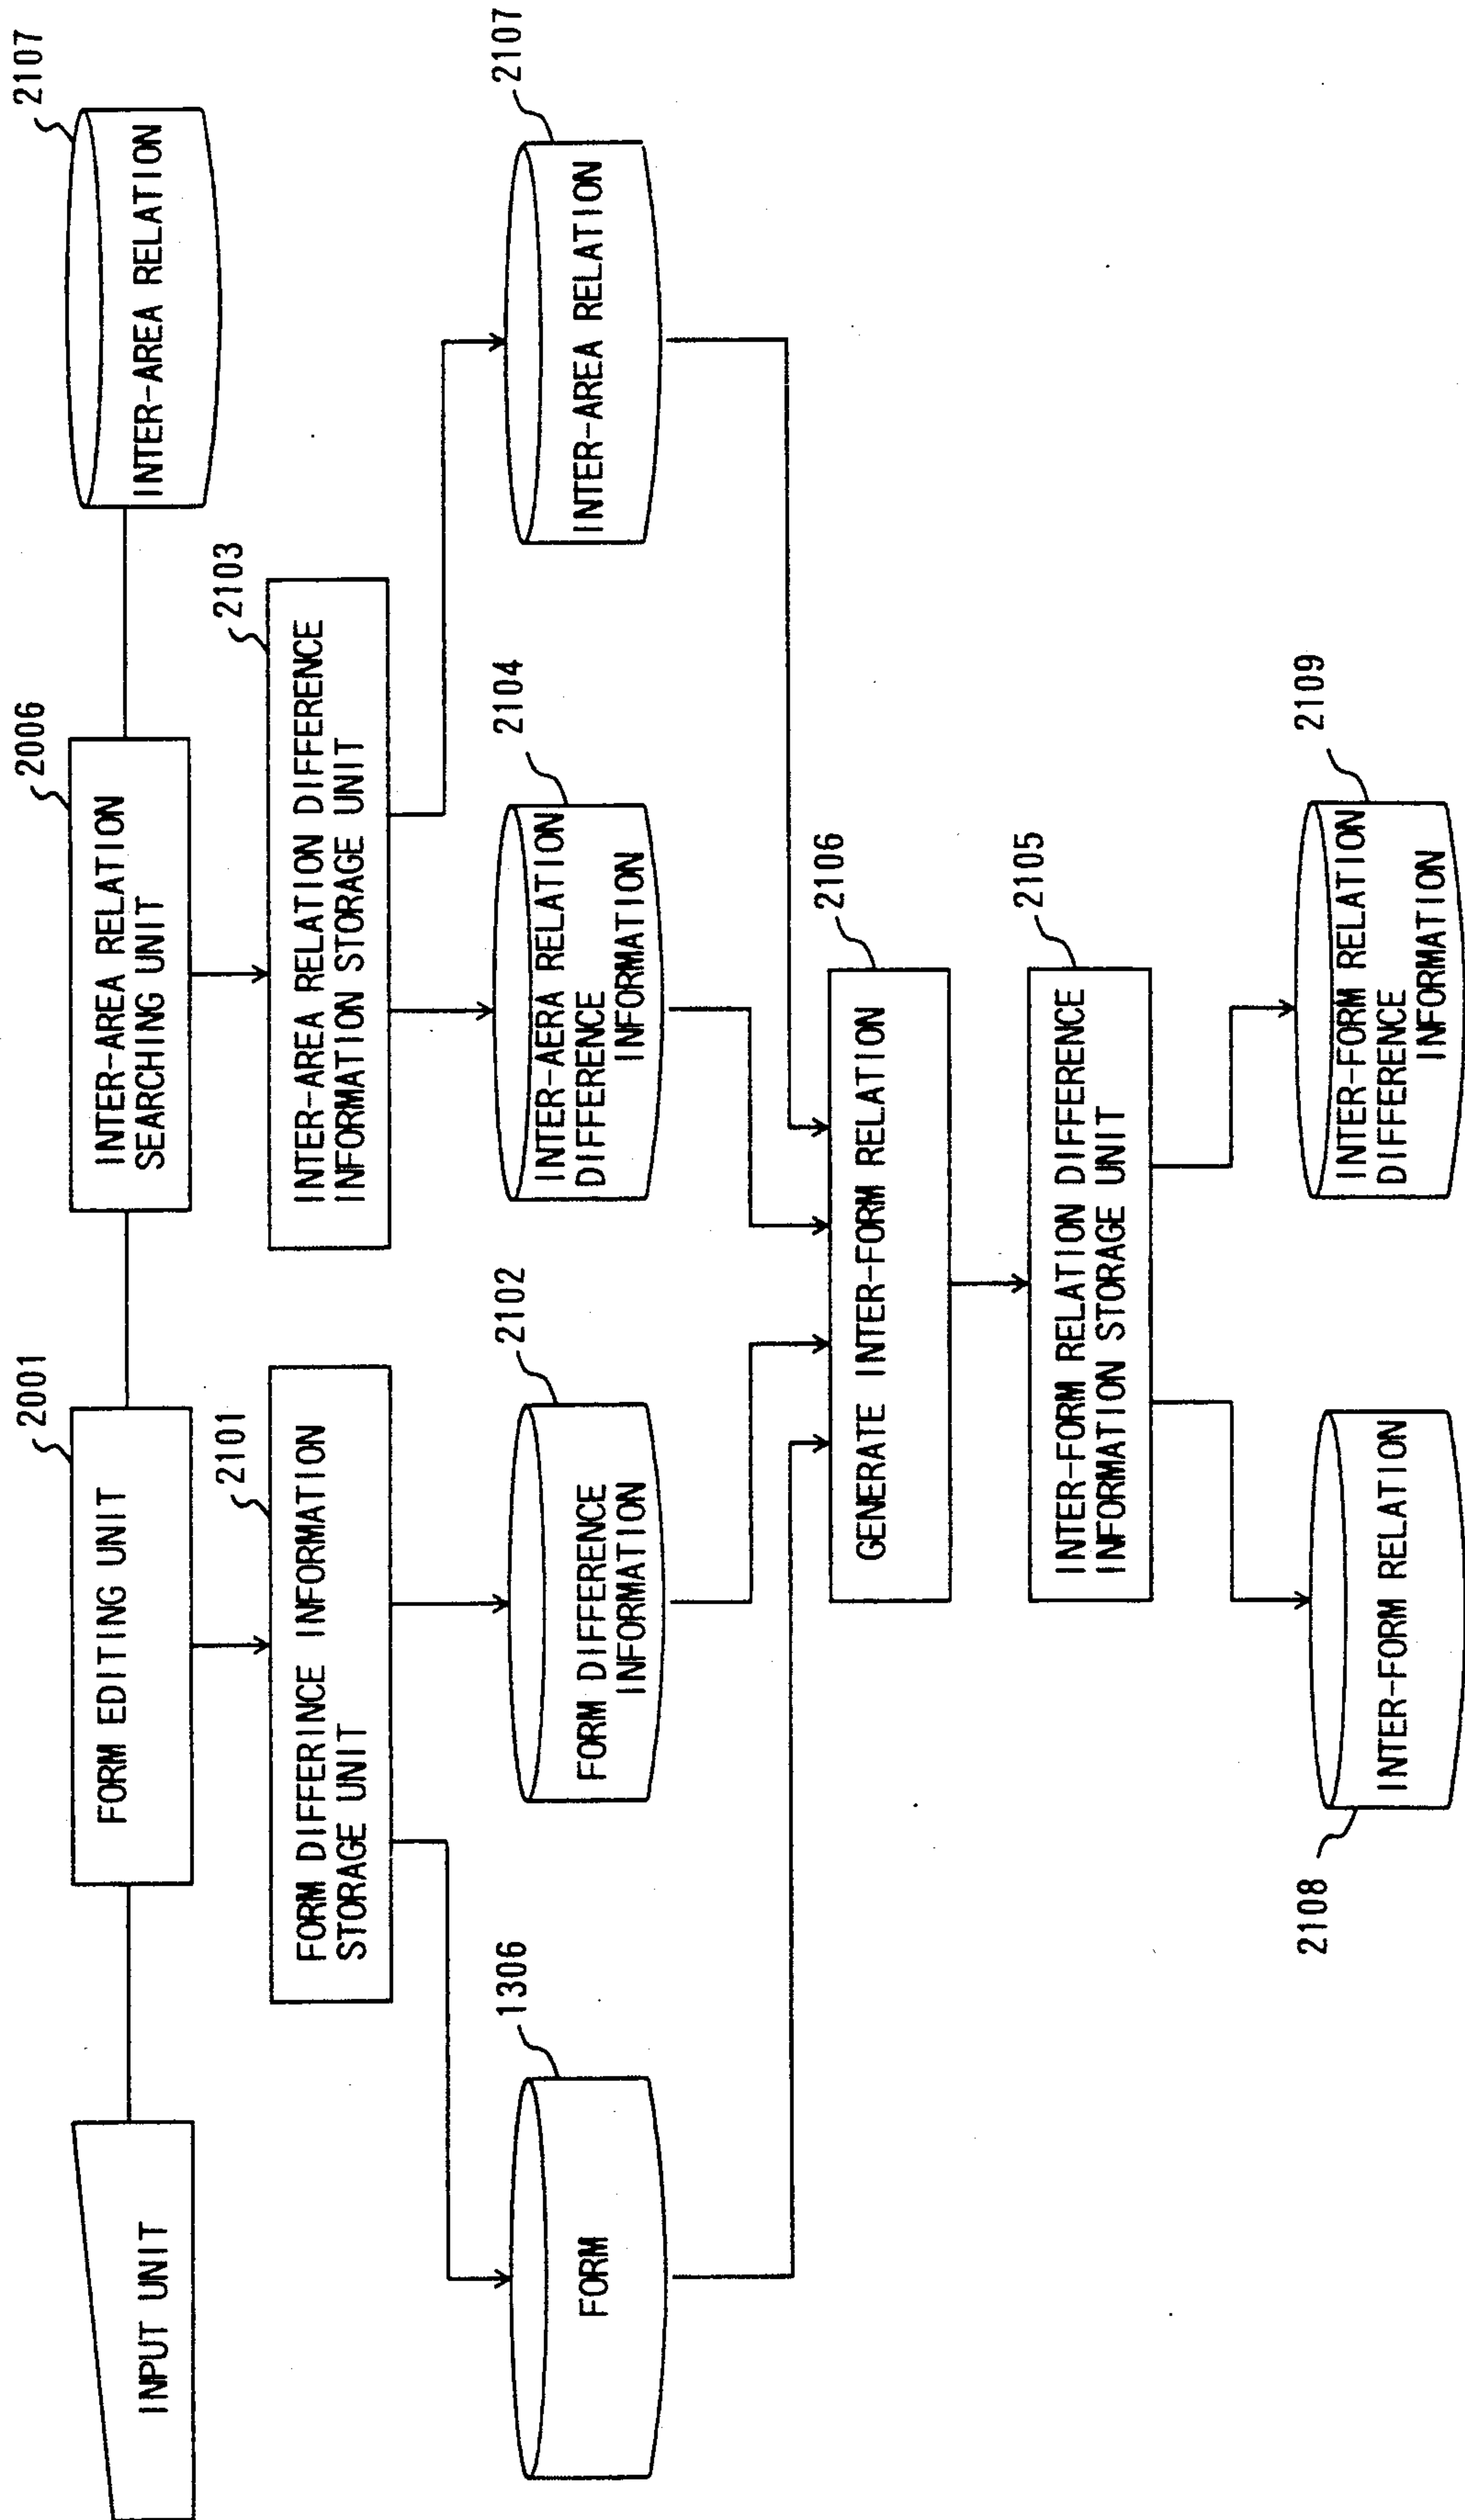 INPUT UNIT
2001
FORM EDITING UNIT
2006
INTER-AREA RELATION
SEARCHING UNIT
2107
INTER-AREA RELATION
2101
FORM DIFFERINCE INFORMATION
STORAGE UNIT
2103
INTER-AREA RELATION DIFFERENCE
INFORMATION STORAGE UNIT
1306
FORM
2102
FORM DIFFERENCE
INFORMATION
2104
INTER-AERA RELATION
DIFFERENCE
INFORMATION
2107
INTER-AREA RELATION
2106
GENERATE INTER-FORM RELATION
2105
INTER-FORM RELATION DIFFERENCE
INFORMATION STORAGE UNIT
2108
INTER-FORM RELATION
2109
INTER-FORM RELATION
DIFFERENCE
INFORMATION